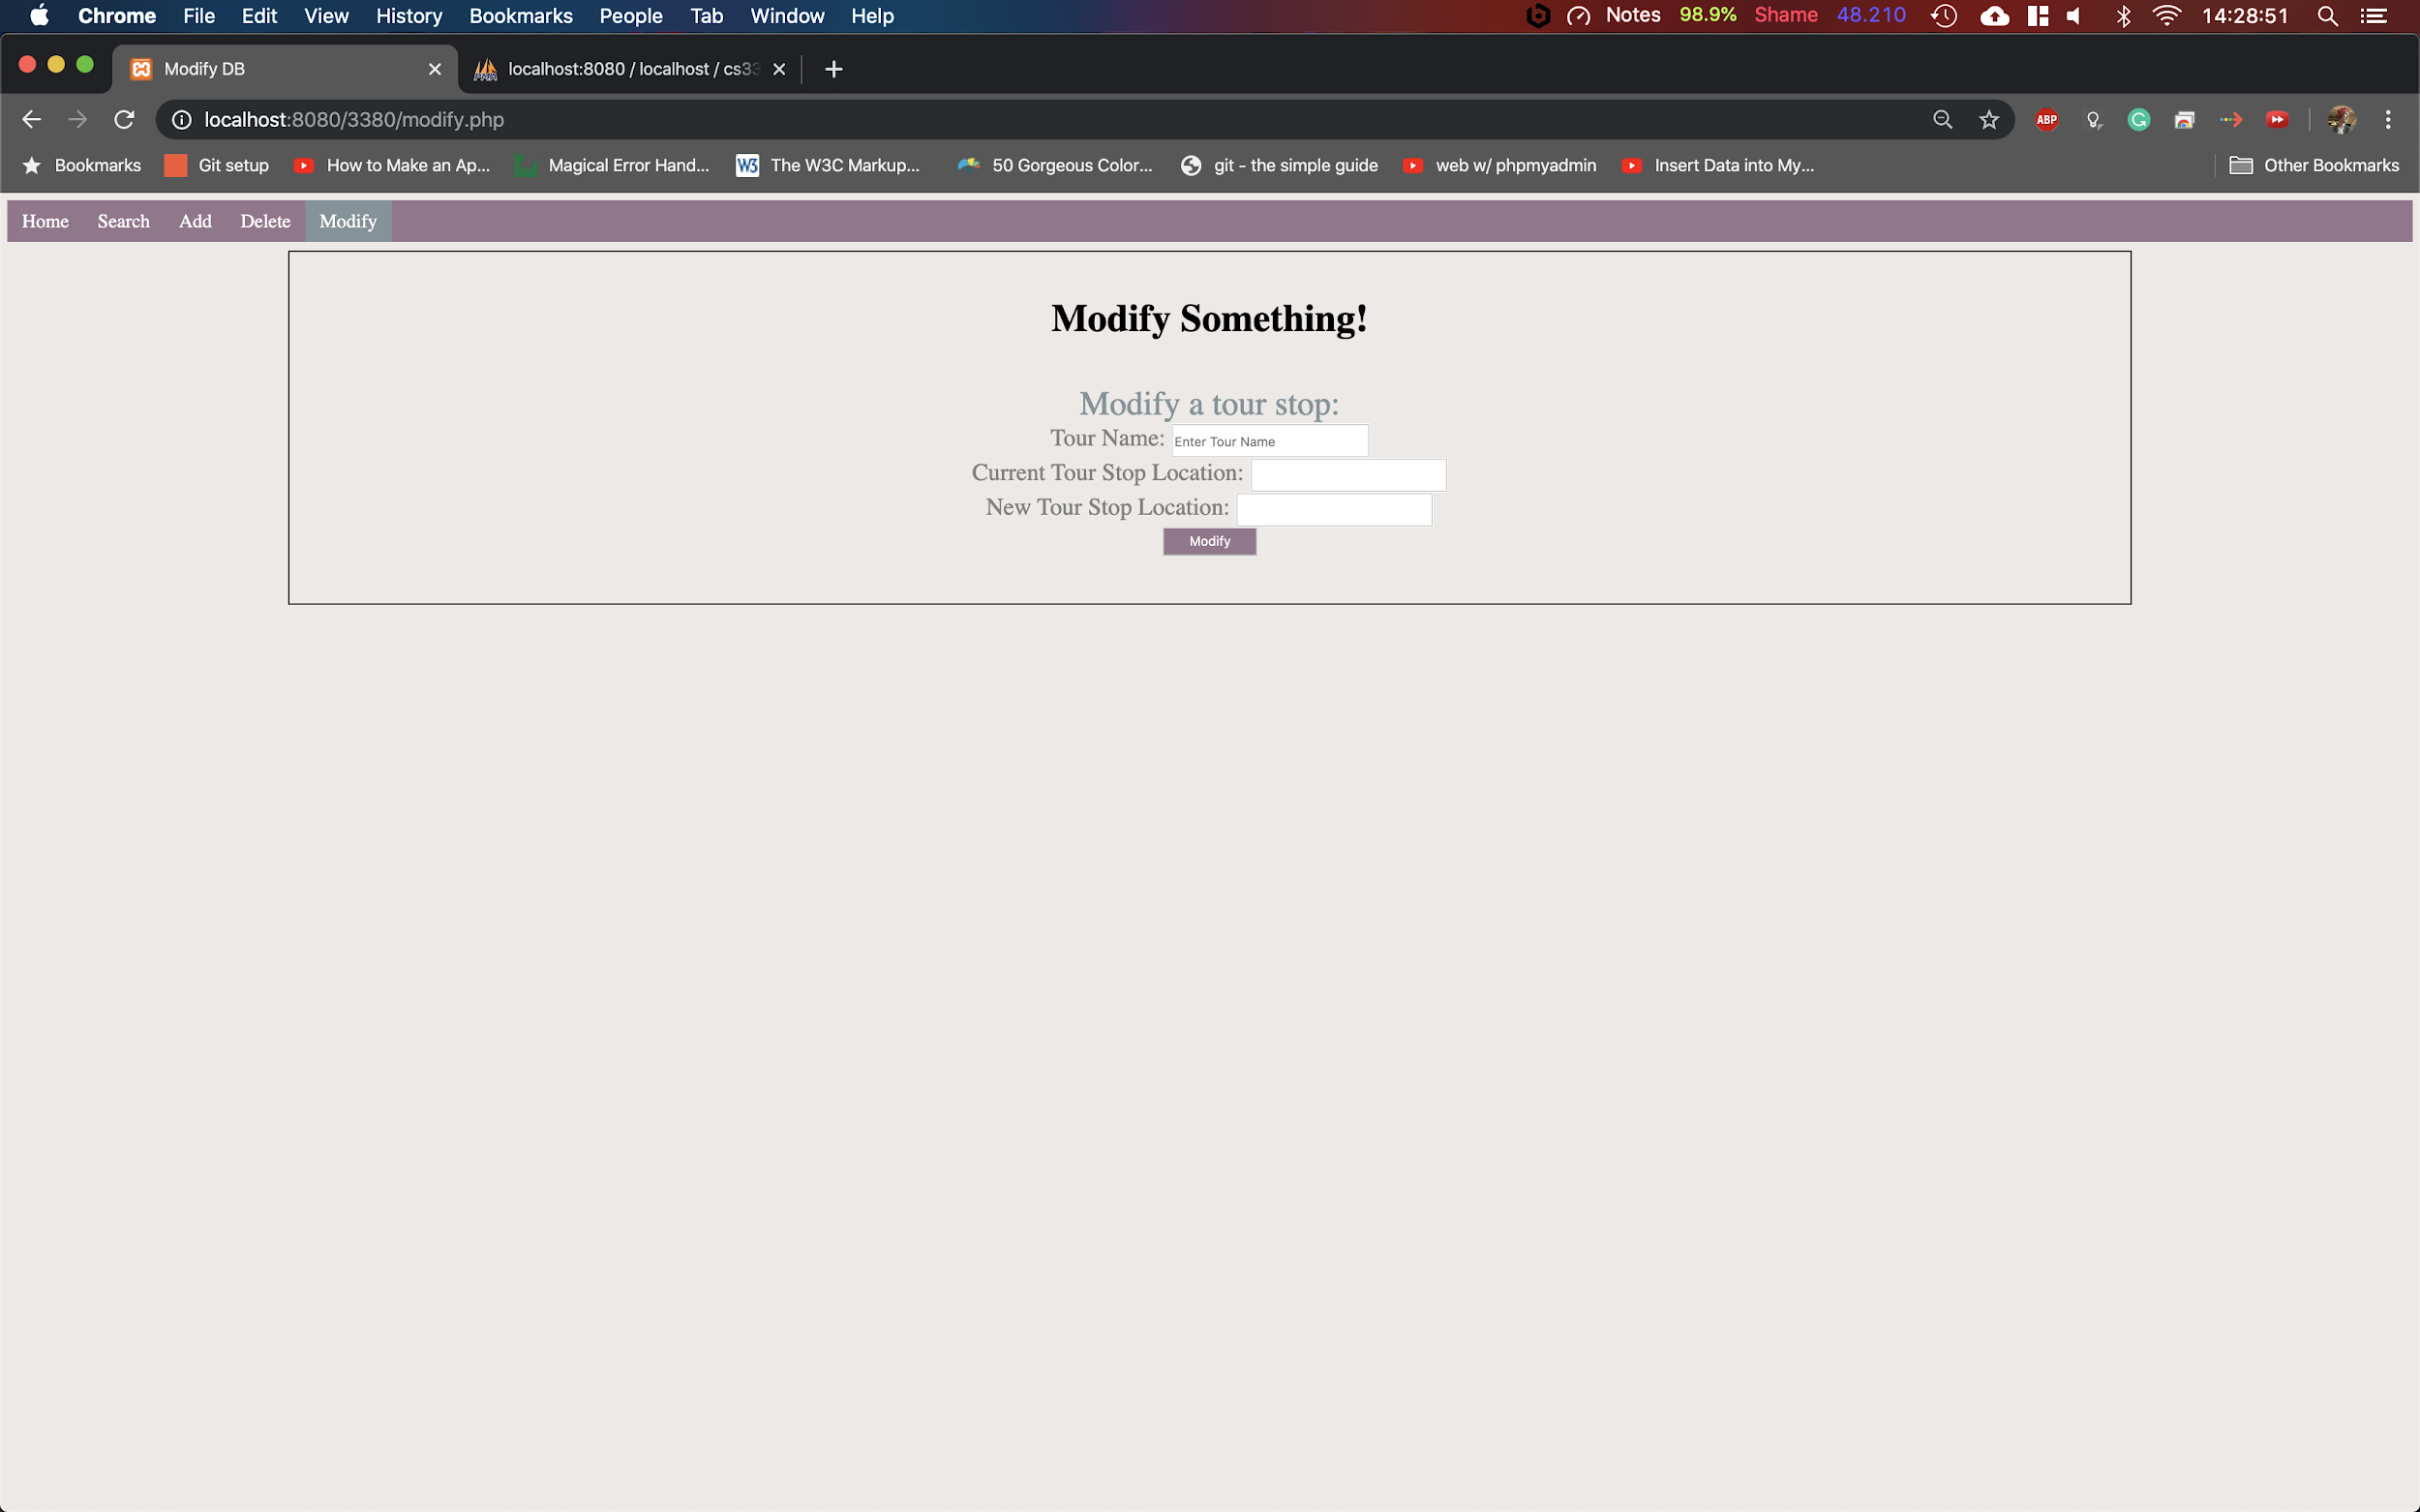 Chrome File Edit View History Bookmarks People Tab Window Help Notes 98.9% Shame 48.210 14:28:51
Modify DB localhost:8080 / localhost / cs33
localhost:8080/3380/modify.php ABP
Bookmarks Git setup How to Make an Ap... Magical Error Hand... W3 The W3C Markup... 50 Gorgeous Color... git - the simple guide web w/ phpmyadmin Insert Data into My... Other Bookmarks
Home Search Add Delete Modify
Modify Something!
Modify a tour stop:
Tour Name: Enter Tour Name
Current Tour Stop Location:
New Tour Stop Location:
Modify